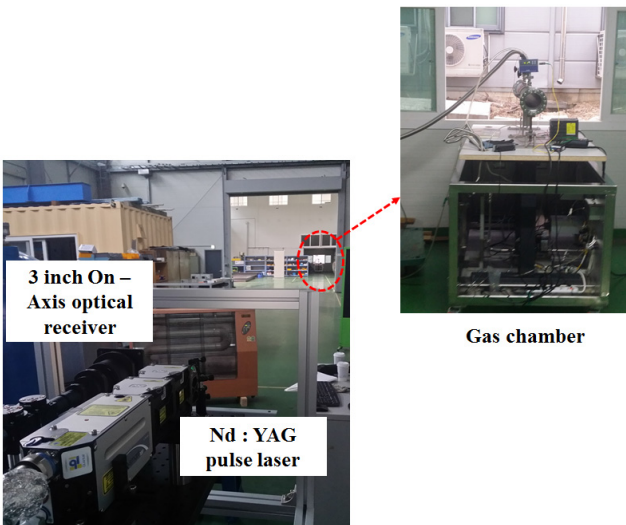 3 inch On –
Axis optical
receiver
Nd : YAG
pulse laser
Gas chamber